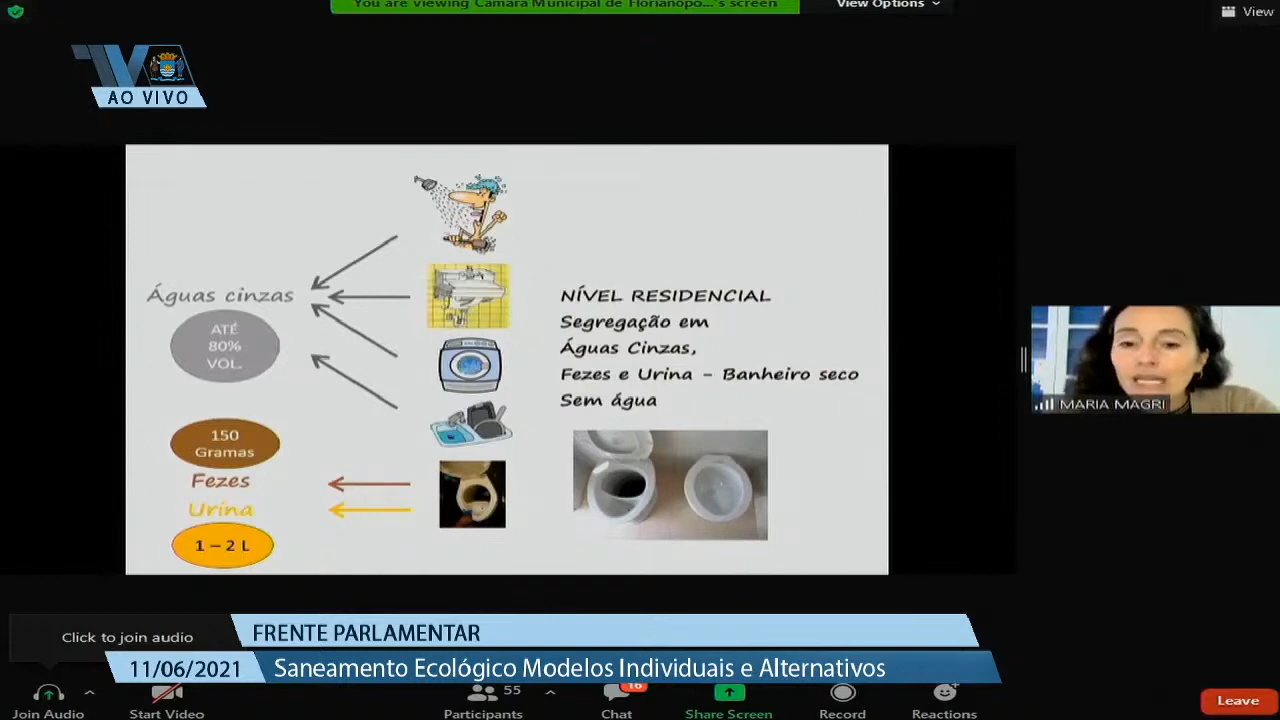 You are viewing Câmara Municipal de Florianópo...'s screen
View Options
View
TV
AO VIVO
Águas cinzas
ATÉ
80%
VOL.
150
Gramas
Fezes
Urina
1 – 2 L
NÍVEL RESIDENCIAL
Segregação em
Águas Cinzas,
Fezes e Urina – Banheiro seco
Sem água
MARIA MAGRI
Click to join audio
FRENTE PARLAMENTAR
11/06/2021
Saneamento Ecológico Modelos Individuais e Alternativos
Join Audio
Start Video
55
Participants
16
Chat
Share Screen
Record
Reactions
Leave